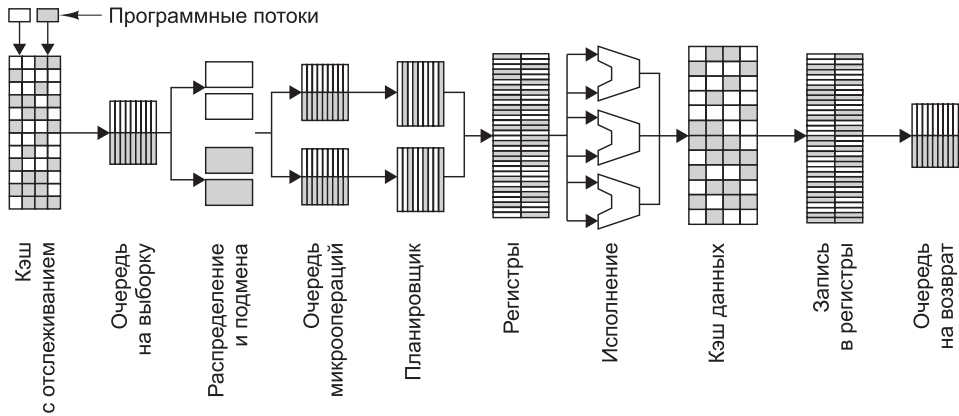 Программные потоки
Кэш
с отслеживанием
Очередь
на выборку
Распределение
и подмена
Очередь
микроопераций
Планировщик
Регистры
Исполнение
Кэш данных
Запись
в регистры
Очередь
на возврат